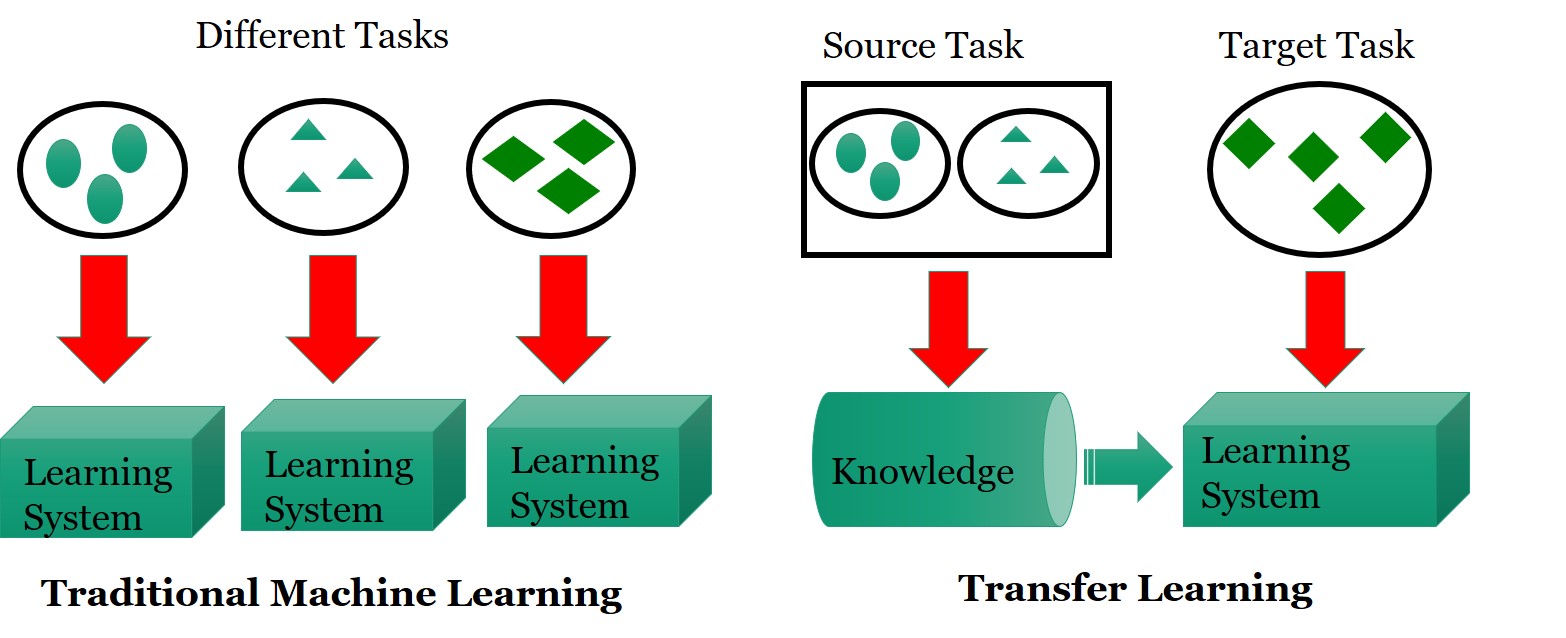 Different Tasks
Learning
System
Learning
System
Learning
System
Traditional Machine Learning
Source Task
Target Task
Knowledge
Learning
System
Transfer Learning